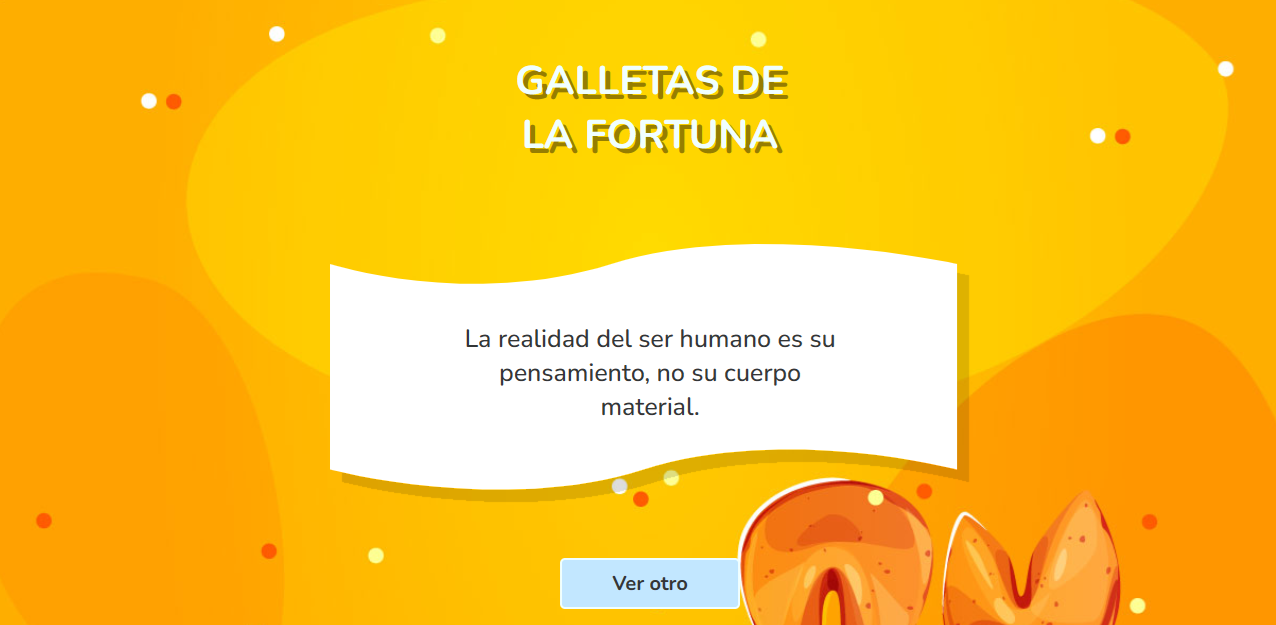 GALLETAS DE
LA FORTUNA
La realidad del ser humano es su
pensamiento, no su cuerpo
material.
Ver otro